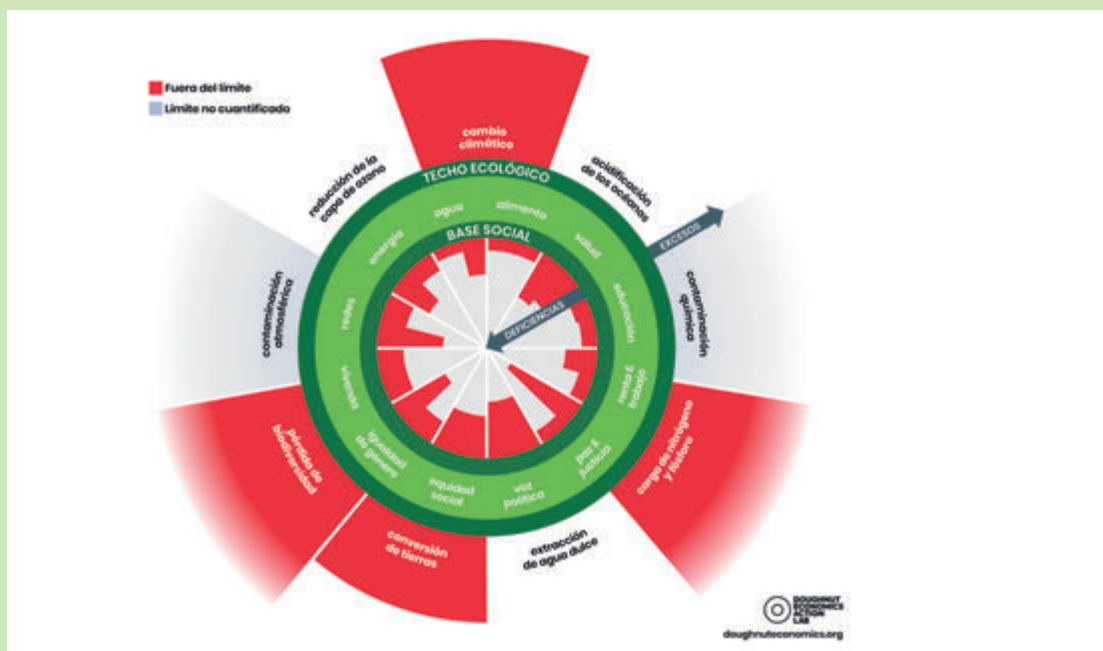 Fuera del límite
Límite no cuantificado
cambio
climático
TECHO ECOLÓGICO
reducción de la
capa de ozono
acidificación
de los océanos
agua
alimento
energía
salud
BASE SOCIAL
EXCESOS
contaminación
atmosférica
contaminación
química
redes
educación
DEFICIENCIAS
vivienda
renta &
trabajo
igualdad
de género
paz &
justicia
equidad
social
voz
política
pérdida de
biodiversidad
carga de nitrógeno
y fósforo
conversión
de tierras
extracción
de agua dulce
DOUGHNUT
ECONOMICS
ACTION
LAB
doughnuteconomics.org